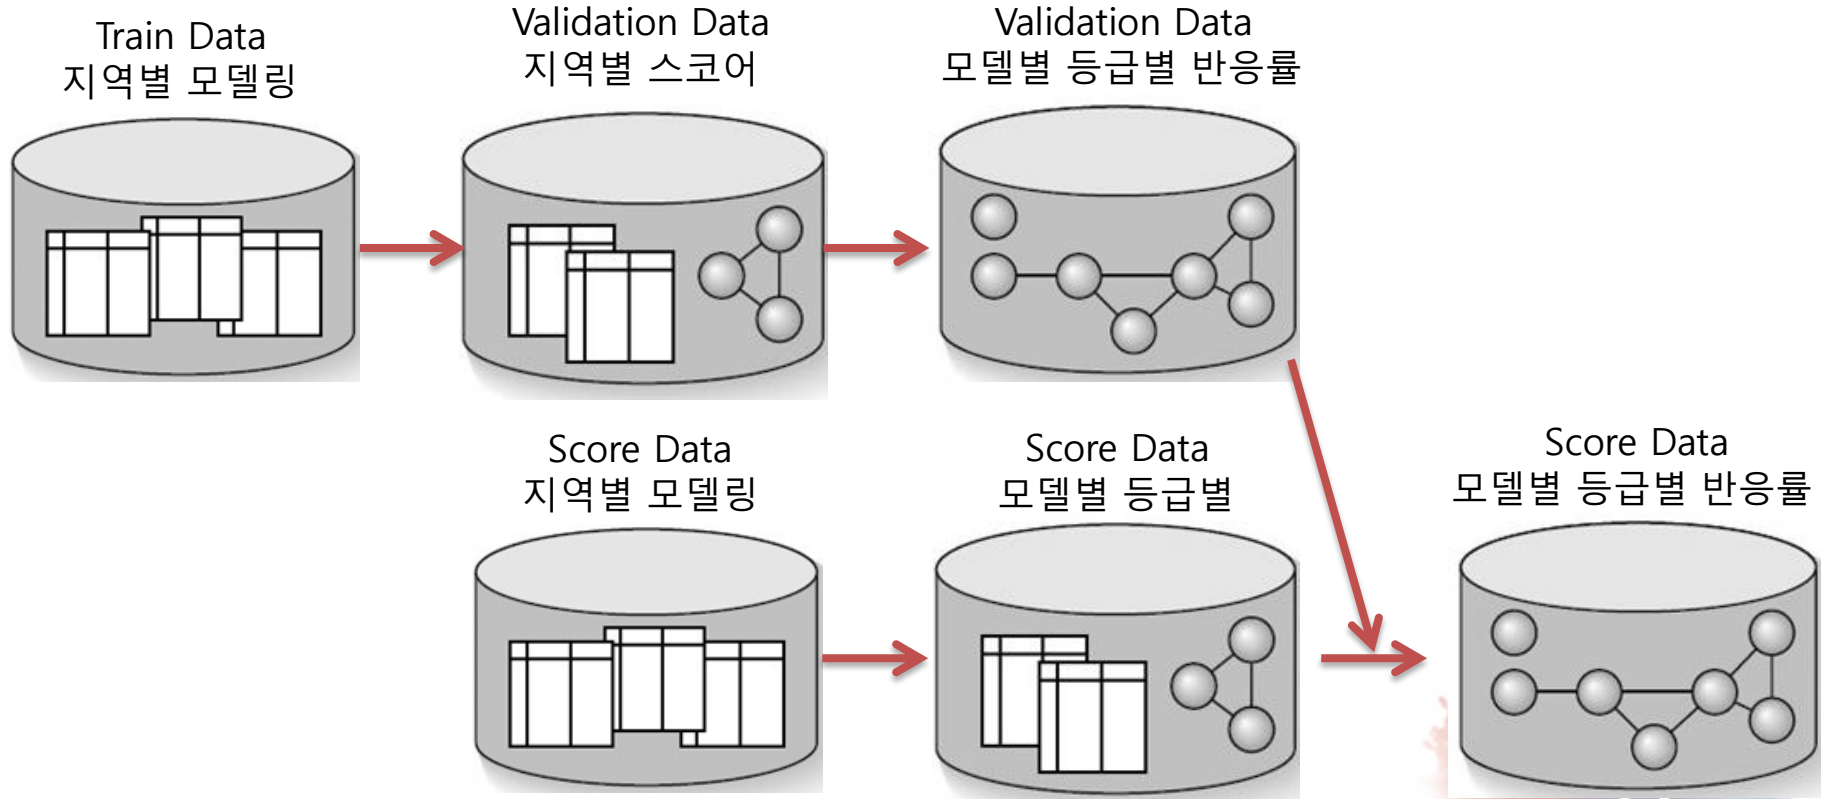 Train Data
지역별 모델링
Validation Data
지역별 스코어
Validation Data
모델별 등급별 반응률
Score Data
지역별 모델링
Score Data
모델별 등급별
Score Data
모델별 등급별 반응률